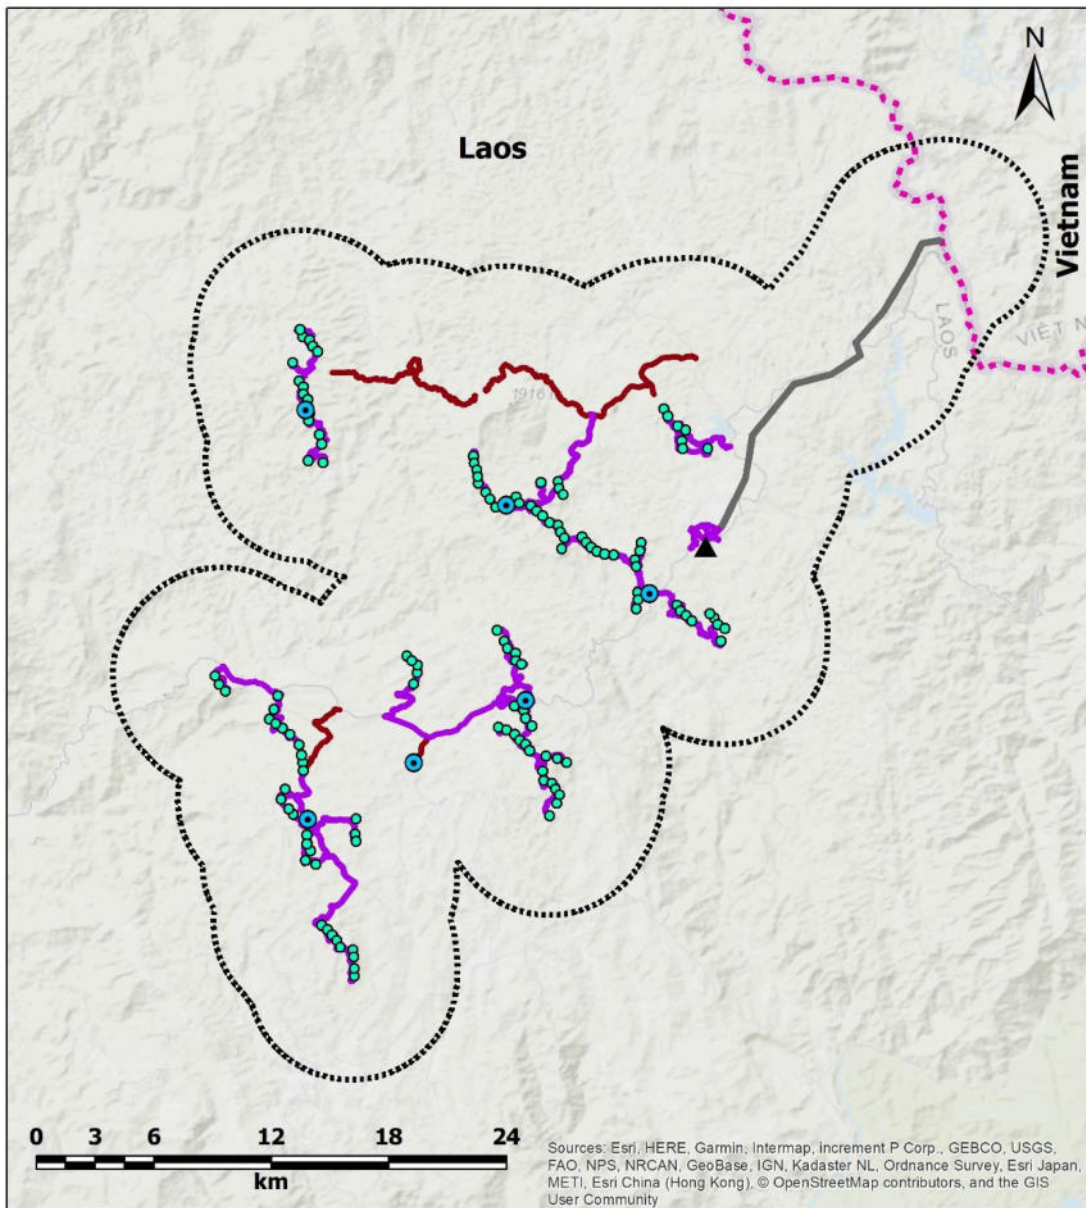 N
Laos
Vietnam
LAOS
VIỆT N
0 3 6 12 18 24
km
Sources: Esri, HERE, Garmin, Intermap, increment P Corp., GEBCO, USGS,
FAO, NPS, NRCAN, GeoBase, IGN, Kadaster NL, Ordnance Survey, Esri Japan,
METI, Esri China (Hong Kong), © OpenStreetMap contributors, and the GIS
User Community